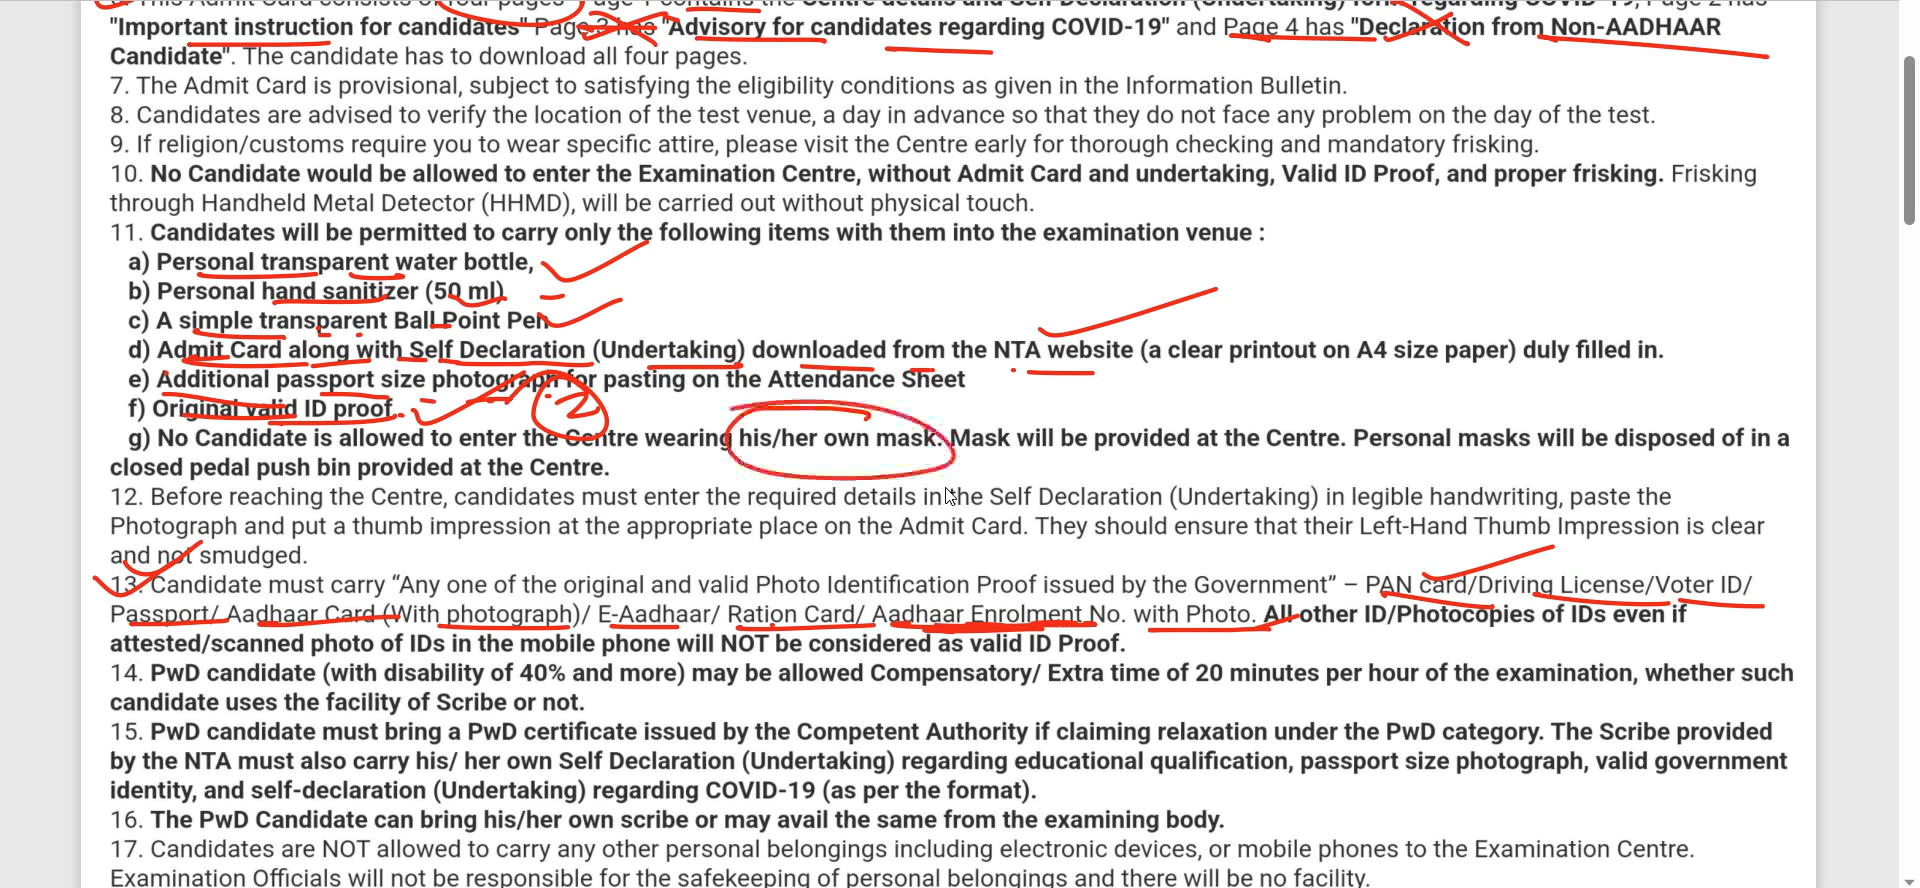 This Admit Card consists of four pages - Page 1 contains the Centre details and Self Declaration (Undertaking) form regarding COVID-19, Page 2 has
"Important instruction for candidates" Page 3 has "Advisory for candidates regarding COVID-19" and Page 4 has "Declaration from Non-AADHAAR
Candidate". The candidate has to download all four pages.
7. The Admit Card is provisional, subject to satisfying the eligibility conditions as given in the Information Bulletin.
8. Candidates are advised to verify the location of the test venue, a day in advance so that they do not face any problem on the day of the test.
9. If religion/customs require you to wear specific attire, please visit the Centre early for thorough checking and mandatory frisking.
10. No Candidate would be allowed to enter the Examination Centre, without Admit Card and undertaking, Valid ID Proof, and proper frisking. Frisking
through Handheld Metal Detector (HHMD), will be carried out without physical touch.
11. Candidates will be permitted to carry only the following items with them into the examination venue :
a) Personal transparent water bottle,
b) Personal hand sanitizer (50 ml)
c) A simple transparent Ball Point Pen
d) Admit Card along with Self Declaration (Undertaking) downloaded from the NTA website (a clear printout on A4 size paper) duly filled in.
e) Additional passport size photograph for pasting on the Attendance Sheet
f) Original valid ID proof. 2
g) No Candidate is allowed to enter the Centre wearing his/her own mask. Mask will be provided at the Centre. Personal masks will be disposed of in a
closed pedal push bin provided at the Centre.
12. Before reaching the Centre, candidates must enter the required details in the Self Declaration (Undertaking) in legible handwriting, paste the
Photograph and put a thumb impression at the appropriate place on the Admit Card. They should ensure that their Left-Hand Thumb Impression is clear
and not smudged.
13. Candidate must carry “Any one of the original and valid Photo Identification Proof issued by the Government” – PAN card/Driving License/Voter ID/
Passport/ Aadhaar Card (With photograph)/ E-Aadhaar/ Ration Card/ Aadhaar Enrolment No. with Photo. All other ID/Photocopies of IDs even if
attested/scanned photo of IDs in the mobile phone will NOT be considered as valid ID Proof.
14. PwD candidate (with disability of 40% and more) may be allowed Compensatory/ Extra time of 20 minutes per hour of the examination, whether such
candidate uses the facility of Scribe or not.
15. PwD candidate must bring a PwD certificate issued by the Competent Authority if claiming relaxation under the PwD category. The Scribe provided
by the NTA must also carry his/ her own Self Declaration (Undertaking) regarding educational qualification, passport size photograph, valid government
identity, and self-declaration (Undertaking) regarding COVID-19 (as per the format).
16. The PwD Candidate can bring his/her own scribe or may avail the same from the examining body.
17. Candidates are NOT allowed to carry any other personal belongings including electronic devices, or mobile phones to the Examination Centre.
Examination Officials will not be responsible for the safekeeping of personal belongings and there will be no facility.